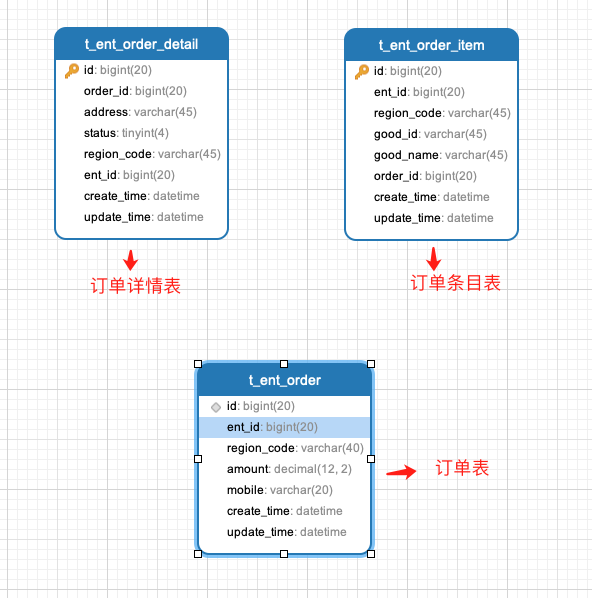 t_ent_order_detail
id: bigint(20)
order_id: bigint(20)
address: varchar(45)
status: tinyint(4)
region_code: varchar(45)
ent_id: bigint(20)
create_time: datetime
update_time: datetime
订单详情表
t_ent_order_item
id: bigint(20)
ent_id: bigint(20)
region_code: varchar(45)
good_id: varchar(45)
good_name: varchar(45)
order_id: bigint(20)
create_time: datetime
update_time: datetime
订单条目表
t_ent_order
id: bigint(20)
ent_id: bigint(20)
region_code: varchar(40)
amount: decimal(12, 2)
mobile: varchar(20)
create_time: datetime
update_time: datetime
订单表